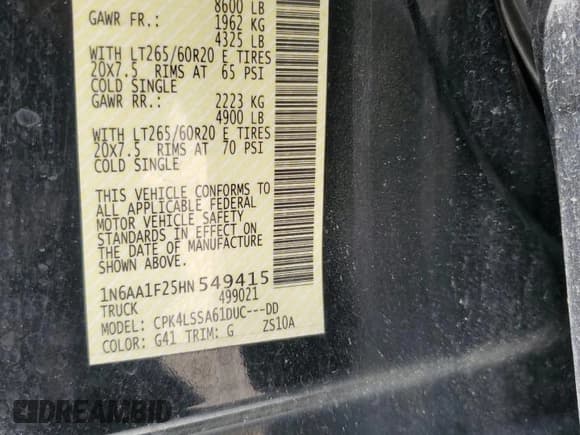 8600 LB
GAWR FR.: 1962 KG
4325 LB
WITH LT265/60R20 E TIRES
20X7.5 RIMS AT 65 PSI
COLD SINGLE
GAWR RR.: 2223 KG
4900 LB
WITH LT265/60R20 E TIRES
20X7.5 RIMS AT 70 PSI
COLD SINGLE
THIS VEHICLE CONFORMS TO
ALL APPLICABLE FEDERAL
MOTOR VEHICLE SAFETY
STANDARDS IN EFFECT ON
THE DATE OF MANUFACTURE
SHOWN ABOVE.
1N6AA1F25HN 549415
TRUCK 499021
MODEL: CPK4LSSA61DUC---DD
COLOR: G41 TRIM: G ZS10A
DREAMBID